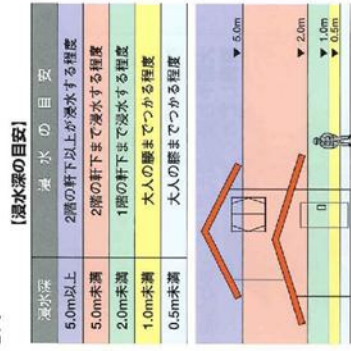 【浸水深の目安】
浸水深 浸水の目安
5.0m以上 2階の軒下以上が浸水する程度
5.0m未満 2階の軒下まで浸水する程度
2.0m未満 1階の軒下まで浸水する程度
1.0m未満 大人の腰までつかる程度
0.5m未満 大人の膝までつかる程度
▼5.0m
▼2.0m
▼1.0m
▼0.5m